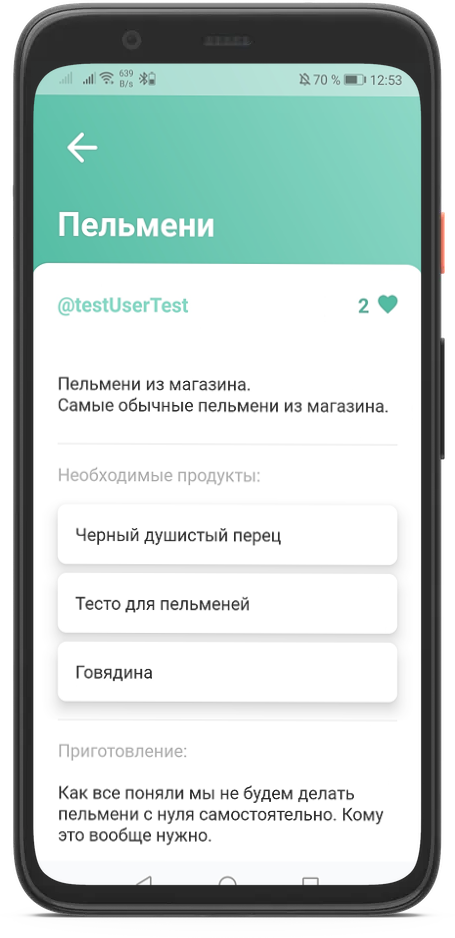 639
B/s
70 % 12:53
Пельмени
@testUserTest 2
Пельмени из магазина.
Самые обычные пельмени из магазина.
Необходимые продукты:
Черный душистый перец
Тесто для пельменей
Говядина
Приготовление:
Как все поняли мы не будем делать
пельмени с нуля самостоятельно. Кому
это вообще нужно.